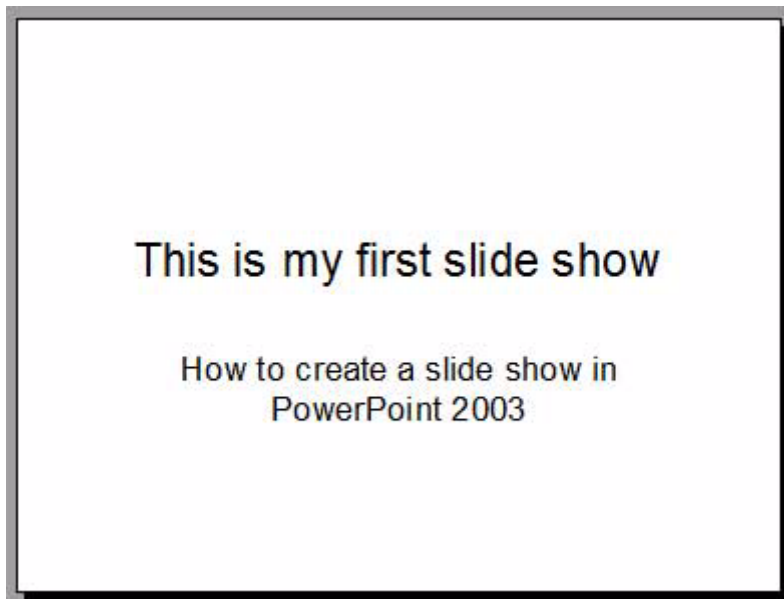 This is my first slide show
How to create a slide show in
PowerPoint 2003